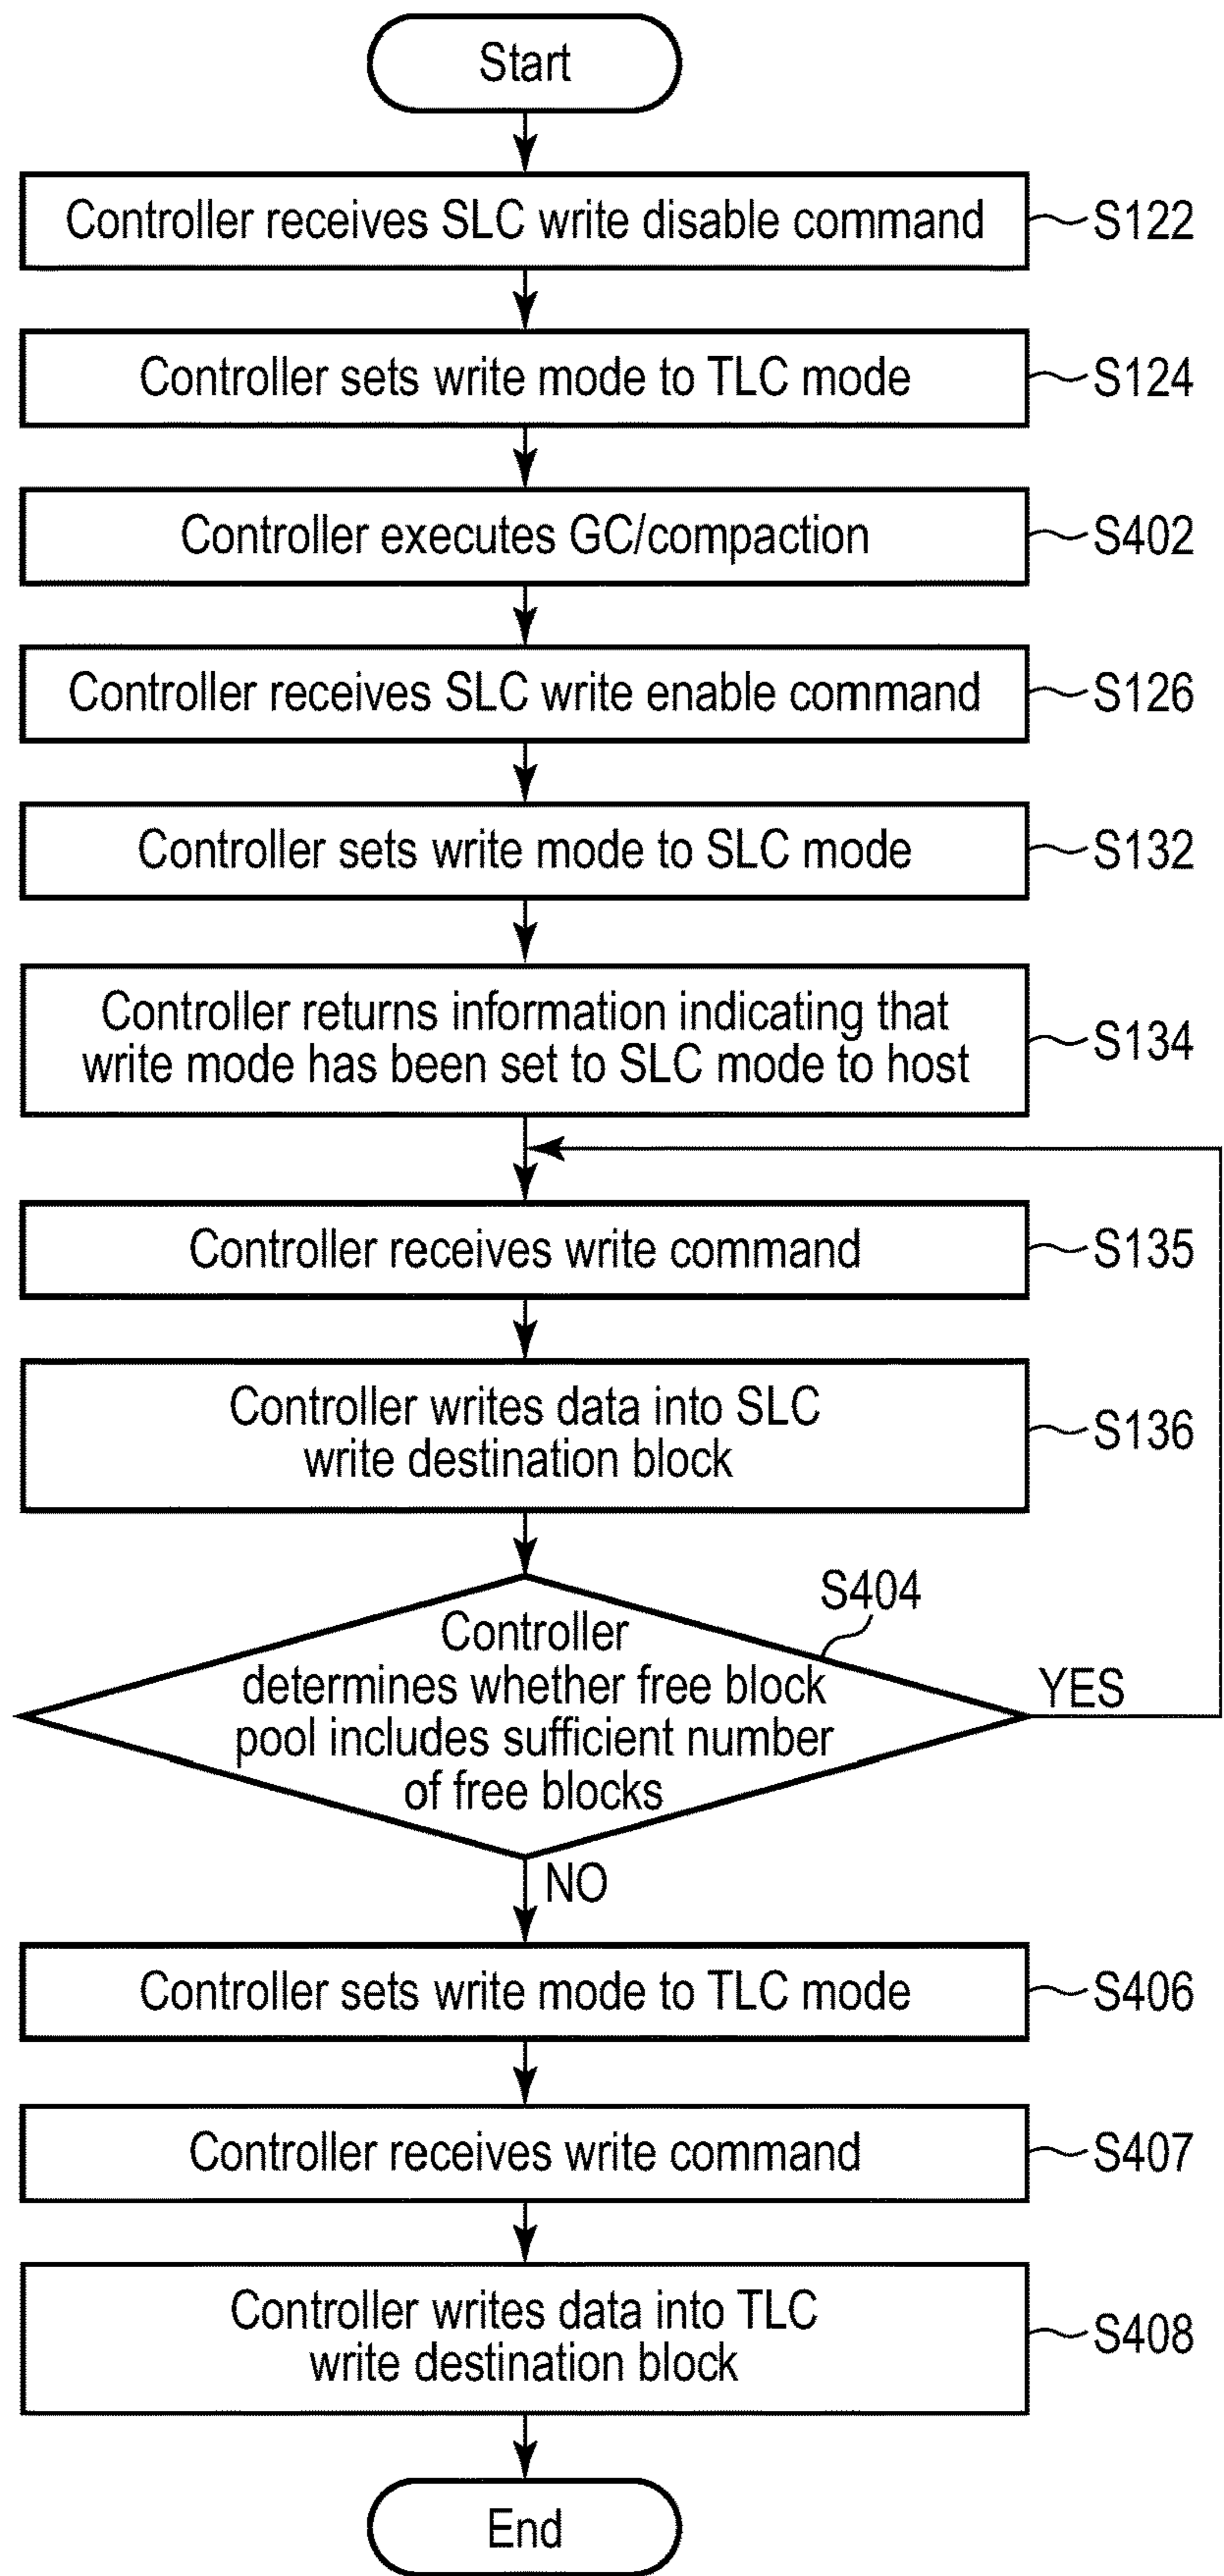 Start
Controller receives SLC write disable command
S122
Controller sets write mode to TLC mode
S124
Controller executes GC/compaction
S402
Controller receives SLC write enable command
S126
Controller sets write mode to SLC mode
S132
Controller returns information indicating that
write mode has been set to SLC mode to host
S134
Controller receives write command
S135
Controller writes data into SLC
write destination block
S136
S404
Controller
determines whether free block
pool includes sufficient number
of free blocks
YES
NO
Controller sets write mode to TLC mode
S406
Controller receives write command
S407
Controller writes data into TLC
write destination block
S408
End